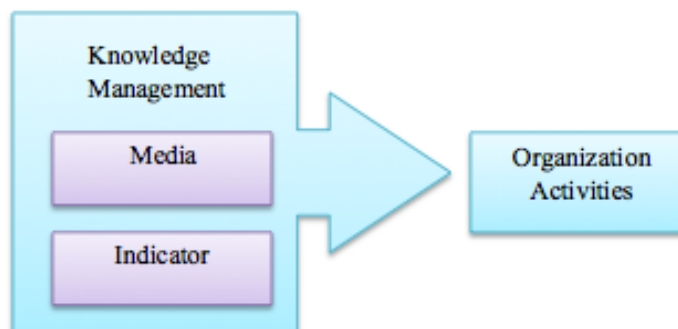 Knowledge
Management
Media
Indicator
Organization
Activities